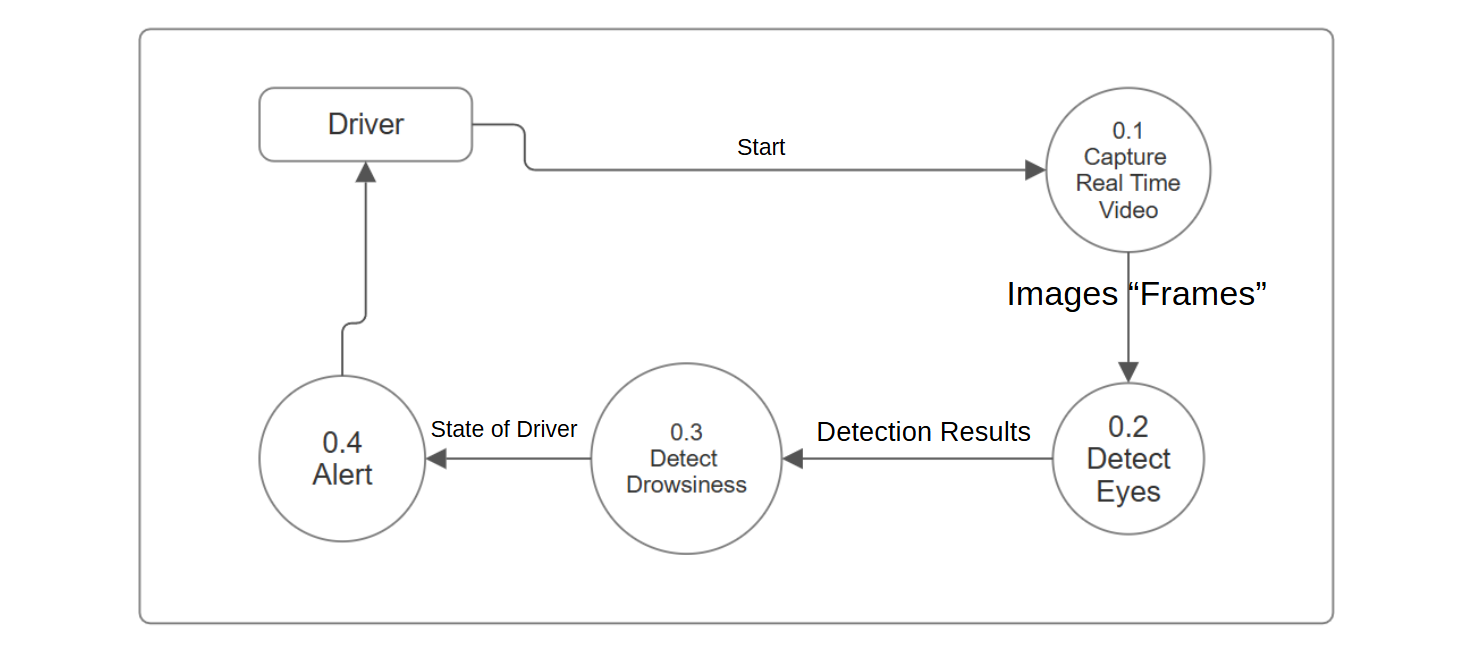 Driver
Start
0.1
Capture
Real Time
Video
Images “Frames”
0.4
Alert
State of Driver
0.3
Detect
Drowsiness
Detection Results
0.2
Detect
Eyes